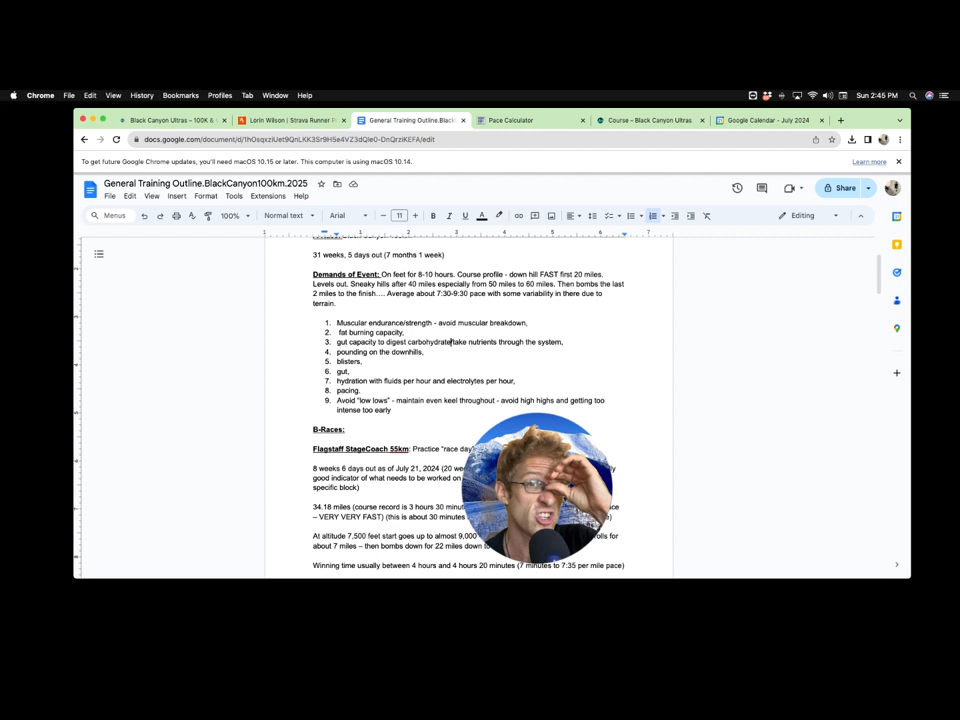 Chrome File Edit View History Bookmarks Profiles Tab Window Help Sun 2:45 PM
Black Canyon Ultras – 100K & Lorin Wilson | Strava Runner P General Training Outline.Black Pace Calculator Course – Black Canyon Ultras Google Calendar - July 2024
To get future Google Chrome updates, you'll need macOS 10.15 or later. This computer is using macOS 10.14. Learn more
General Training Outline.BlackCanyon100km.2025
File Edit View Insert Format Tools Extensions Help
Share
Menus 100% Normal text Arial 11 B I U A Editing
1 1 2 3 4 5 6 7
31 weeks, 5 days out (7 months 1 week)
Demands of Event: On feet for 8-10 hours. Course profile - down hill FAST first 20 miles.
Levels out. Sneaky hills after 40 miles especially from 50 miles to 60 miles. Then bombs the last
2 miles to the finish.... Average about 7:30-9:30 pace with some variability in there due to
terrain.
1. Muscular endurance/strength - avoid muscular breakdown,
2. fat burning capacity,
3. gut capacity to digest carbohydrate/take nutrients through the system,
4. pounding on the downhills,
5. blisters,
6. gut,
7. hydration with fluids per hour and electrolytes per hour,
8. pacing.
9. Avoid “low lows” - maintain even keel throughout - avoid high highs and getting too
intense too early
B-Races:
Flagstaff StageCoach 55km: Practice “race day
8 weeks 6 days out as of July 21, 2024 (20 wee
good indicator of what needs to be worked on
specific block)
34.18 miles (course record is 3 hours 30 minut
– VERY VERY FAST) (this is about 30 minutes
At altitude 7,500 feet start goes up to almost 9,000 rolls for
about 7 miles – then bombs down for 22 miles down to
Winning time usually between 4 hours and 4 hours 20 minutes (7 minutes to 7:35 per mile pace)